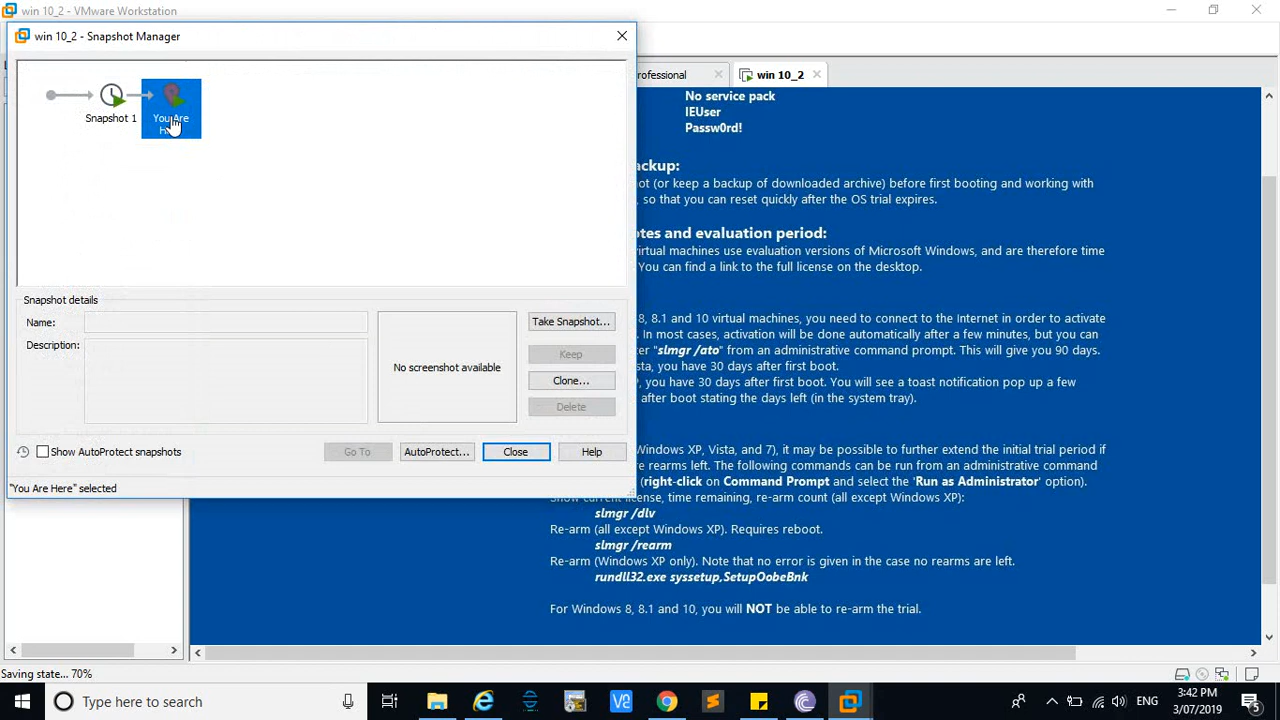 win 10_2 - VMware Workstation
win 10_2 - Snapshot Manager
Snapshot 1
You Are
Snapshot details
Name:
Description:
No screenshot available
Take Snapshot...
Keep
Clone...
Delete
Show AutoProtect snapshots
Go To
AutoProtect...
Close
Help
"You Are Here" selected
rofessional
win 10_2
No service pack
IEUser
Passw0rd!
ackup:
ot (or keep a backup of downloaded archive) before first booting and working with
, so that you can reset quickly after the OS trial expires.
otes and evaluation period:
irtual machines use evaluation versions of Microsoft Windows, and are therefore time
You can find a link to the full license on the desktop.
8, 8.1 and 10 virtual machines, you need to connect to the Internet in order to activate
. In most cases, activation will be done automatically after a few minutes, but you can
er "slmgr /ato" from an administrative command prompt. This will give you 90 days.
sta, you have 30 days after first boot.
P, you have 30 days after first boot. You will see a toast notification pop up a few
after boot stating the days left (in the system tray).
Windows XP, Vista, and 7), it may be possible to further extend the initial trial period if
re rearms left. The following commands can be run from an administrative command
(right-click on Command Prompt and select the 'Run as Administrator' option).
Show current license, time remaining, re-arm count (all except Windows XP):
slmgr /dlv
Re-arm (all except Windows XP). Requires reboot.
slmgr /rearm
Re-arm (Windows XP only). Note that no error is given in the case no rearms are left.
rundll32.exe syssetup,SetupOobeBnk
For Windows 8, 8.1 and 10, you will NOT be able to re-arm the trial.
Saving state... 70%
Type here to search
ENG
3:42 PM
3/07/2019
5